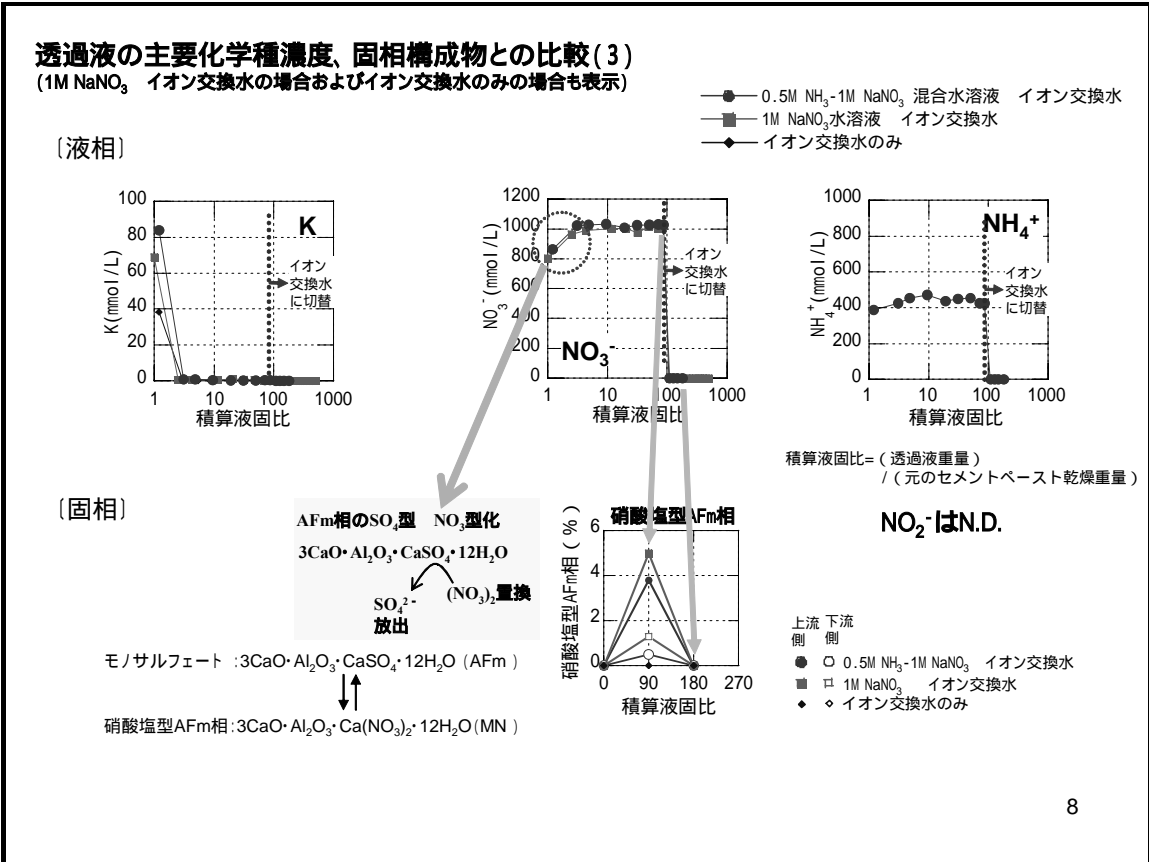 透過液の主要化学種濃度、固相構成物との比較(3)
(1M NaNO₃　イオン交換水の場合およびイオン交換水のみの場合も表示)
0.5M NH₃-1M NaNO₃ 混合水溶液　イオン交換水
1M NaNO₃水溶液　イオン交換水
イオン交換水のみ
〔液相〕
K(mmol/L)
100
80
60
40
20
0
1 10 100 1000
K
イオン
交換水
に切替
積算液固比
NO₃⁻(mmol/L)
1200
1000
800
600
400
200
0
1 10 100 1000
NO₃⁻
イオン
交換水
に切替
積算液固比
NH₄⁺(mmol/L)
1000
800
600
400
200
0
1 10 100 1000
NH₄⁺
イオン
交換水
に切替
積算液固比
積算液固比=(透過液重量)
/(元のセメントペースト乾燥重量)
〔固相〕
AFm相のSO₄型　NO₃型化
3CaO･Al₂O₃･CaSO₄･12H₂O
(NO₃)₂置換
SO₄²⁻
放出
モノサルフェート :3CaO･Al₂O₃･CaSO₄･12H₂O(AFm)
硝酸塩型AFm相:3CaO･Al₂O₃･Ca(NO₃)₂･12H₂O(MN)
硝酸塩型AFm相
硝酸塩型AFm相(%)
6
4
2
0
0 90 180 270
積算液固比
NO₂⁻はN.D.
上流 下流
側 側
0.5M NH₃-1M NaNO₃　イオン交換水
1M NaNO₃　イオン交換水
イオン交換水のみ
8